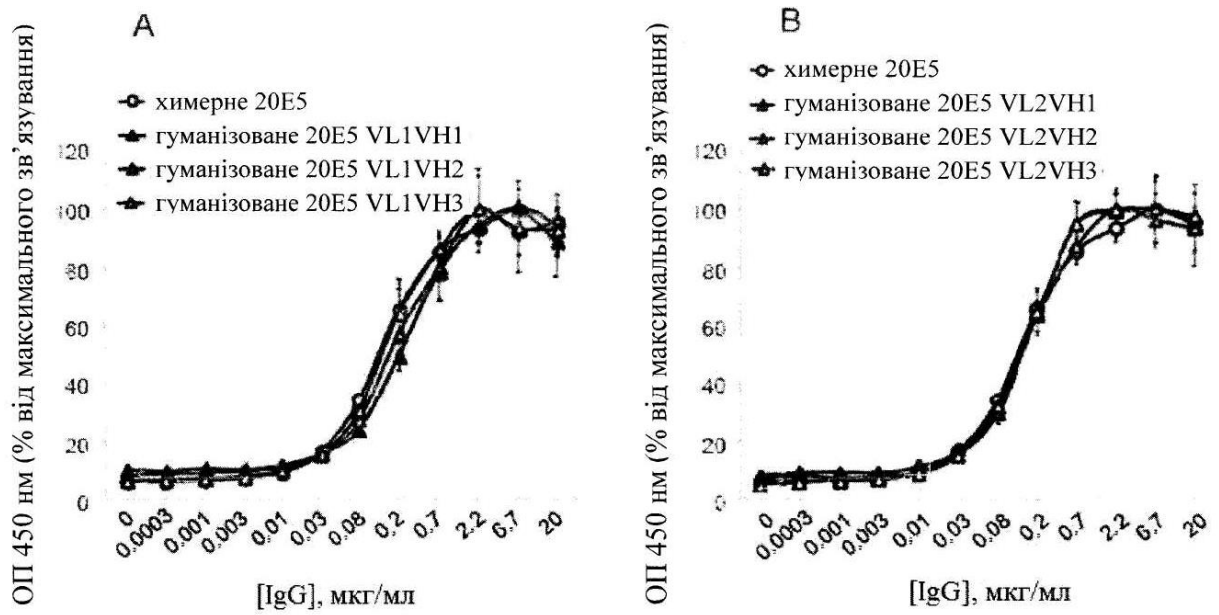 A
ОП 450 нм (% від максимального зв’язування)
химерне 20E5
гуманізоване 20E5 VL1VH1
гуманізоване 20E5 VL1VH2
гуманізоване 20E5 VL1VH3
120
100
80
60
40
20
0
0 0,0003 0,001 0,003 0,01 0,03 0,08 0,2 0,7 2,2 6,7 20
[IgG], мкг/мл
B
ОП 450 нм (% від максимального зв’язування)
химерне 20E5
гуманізоване 20E5 VL2VH1
гуманізоване 20E5 VL2VH2
гуманізоване 20E5 VL2VH3
120
100
80
60
40
20
0
0 0,0003 0,001 0,003 0,01 0,03 0,08 0,2 0,7 2,2 6,7 20
[IgG], мкг/мл